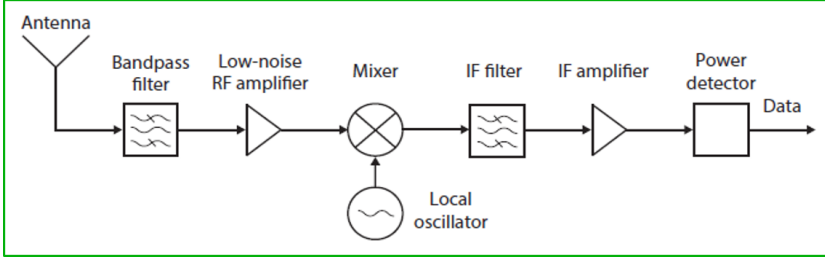 Antenna
Bandpass
filter
Low-noise
RF amplifier
Mixer
IF filter
IF amplifier
Power
detector
Data
Local
oscillator